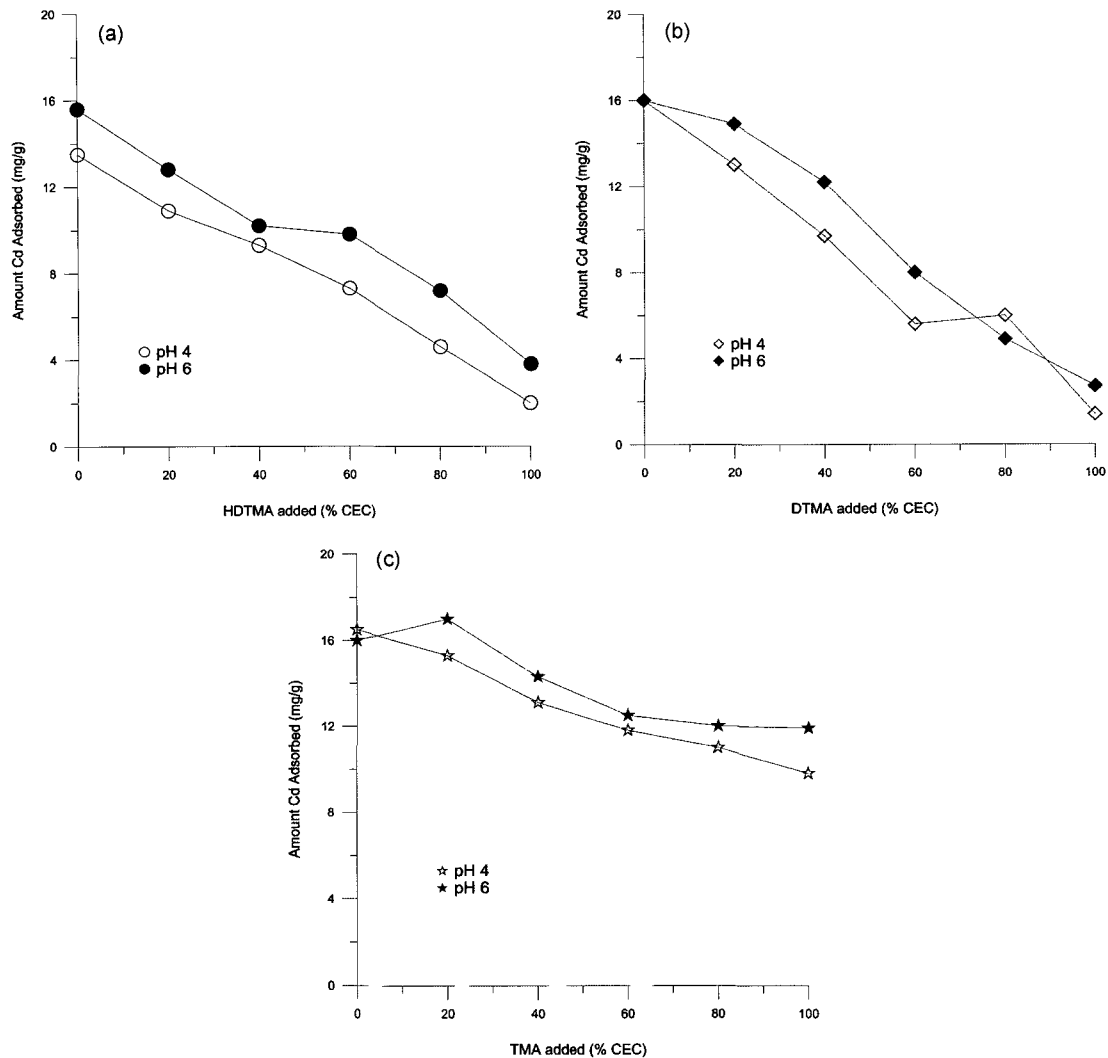 (a)
20
16
12
8
4
0
Amount Cd Adsorbed (mg/g)
pH 4
pH 6
0 20 40 60 80 100
HDTMA added (% CEC)
(b)
20
16
12
8
4
0
Amount Cd Adsorbed (mg/g)
pH 4
pH 6
0 20 40 60 80 100
DTMA added (% CEC)
(c)
20
16
12
8
4
0
Amount Cd Adsorbed (mg/g)
pH 4
pH 6
0 20 40 60 80 100
TMA added (% CEC)